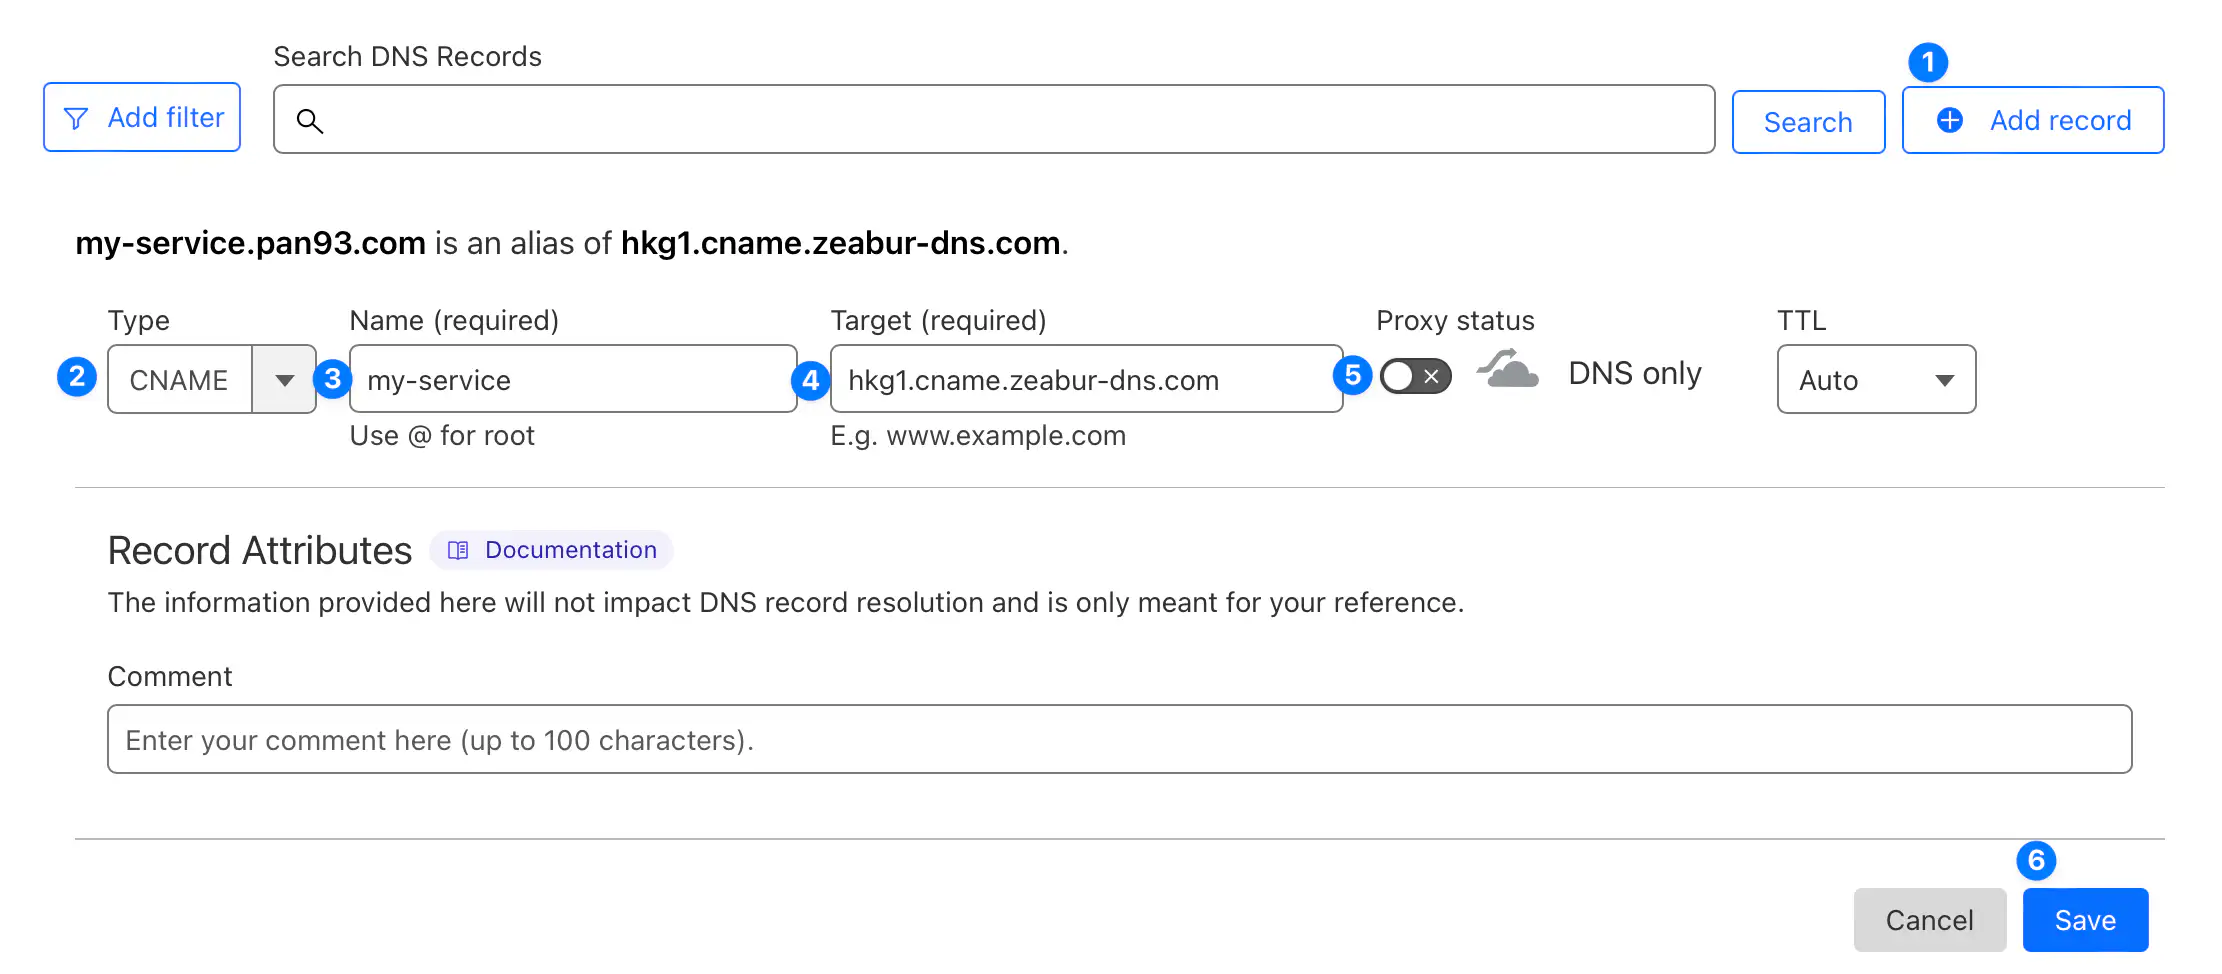 Search DNS Records
1
Add filter
Search
Add record
my-service.pan93.com is an alias of hkg1.cname.zeabur-dns.com.
Type
Name (required)
Target (required)
Proxy status
TTL
2
CNAME
3
my-service
4
hkg1.cname.zeabur-dns.com
5
DNS only
Auto
Use @ for root
E.g. www.example.com
Record Attributes
Documentation
The information provided here will not impact DNS record resolution and is only meant for your reference.
Comment
Enter your comment here (up to 100 characters).
6
Cancel
Save